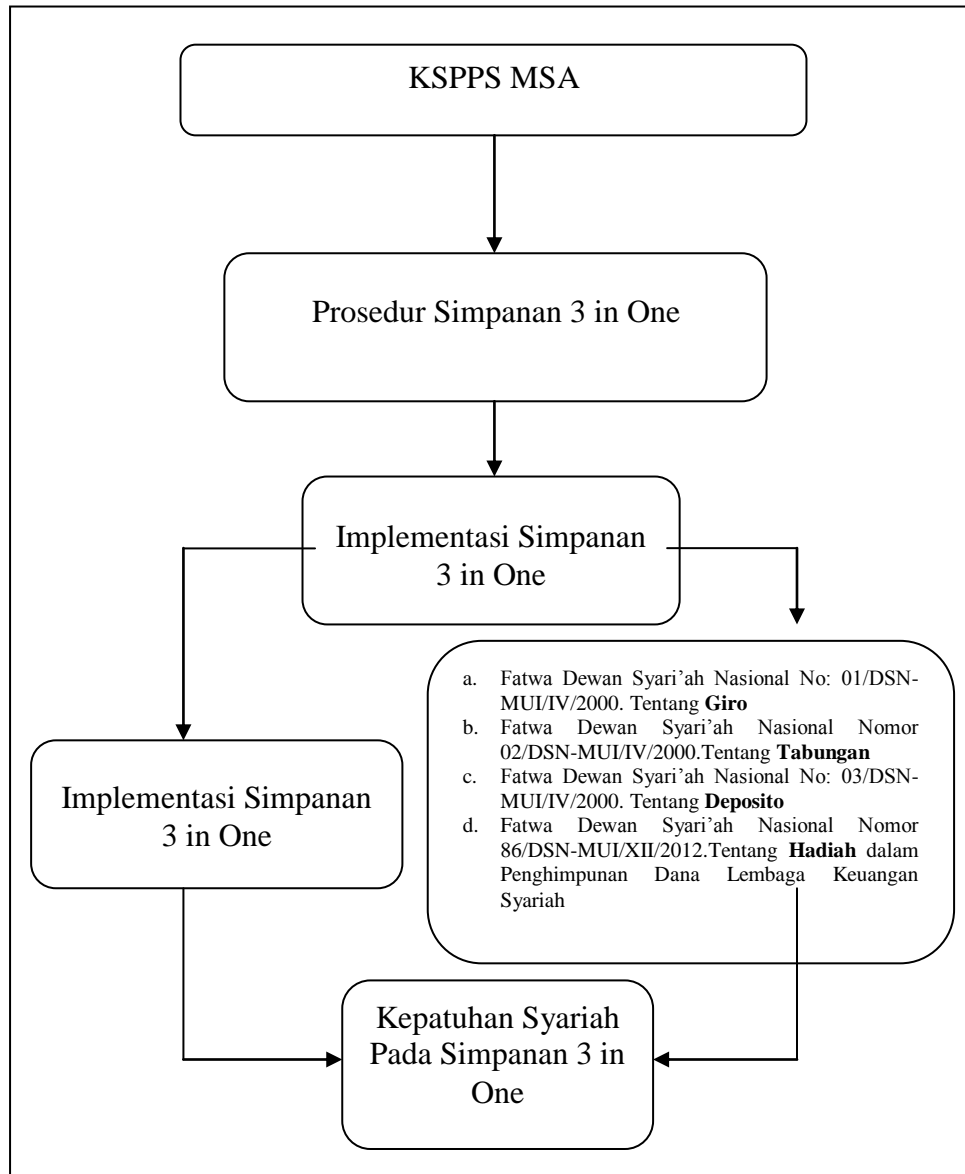 KSPPS MSA
Prosedur Simpanan 3 in One
Implementasi Simpanan
3 in One
a. Fatwa Dewan Syari’ah Nasional No: 01/DSN-
MUI/IV/2000. Tentang Giro
b. Fatwa Dewan Syari’ah Nasional Nomor
02/DSN-MUI/IV/2000.Tentang Tabungan
c. Fatwa Dewan Syari’ah Nasional No: 03/DSN-
MUI/IV/2000. Tentang Deposito
d. Fatwa Dewan Syari’ah Nasional Nomor
86/DSN-MUI/XII/2012.Tentang Hadiah dalam
Penghimpunan Dana Lembaga Keuangan
Syariah
Implementasi Simpanan
3 in One
Kepatuhan Syariah
Pada Simpanan 3 in
One